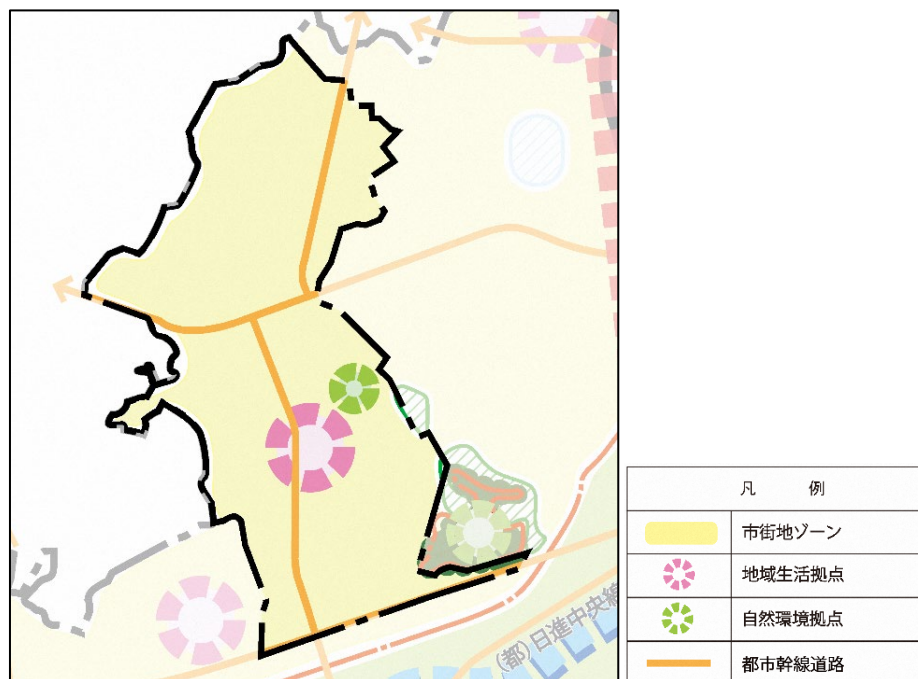 (都)日進中央線
凡 例
市街地ゾーン
地域生活拠点
自然環境拠点
都市幹線道路